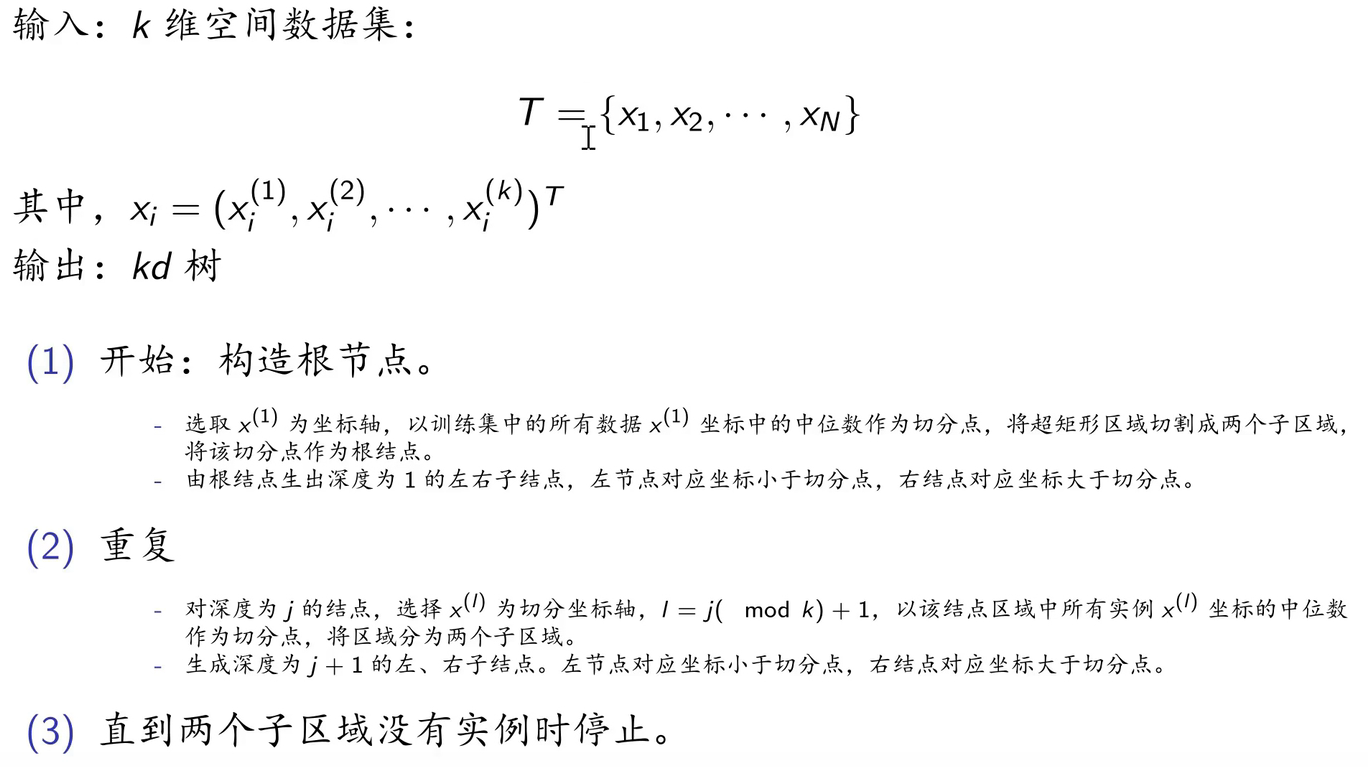 输入：k 维空间数据集：
T = {x₁, x₂, ⋯ , x_N}
其中，x_i = (x_i^(1), x_i^(2), ⋯ , x_i^(k))^T
输出：kd 树
(1) 开始：构造根节点。
- 选取 x^(1) 为坐标轴，以训练集中的所有数据 x^(1) 坐标中的中位数作为切分点，将超矩形区域切割成两个子区域，
将该切分点作为根结点。
- 由根结点生出深度为 1 的左右子结点，左节点对应坐标小于切分点，右结点对应坐标大于切分点。
(2) 重复
- 对深度为 j 的结点，选择 x^(l) 为切分坐标轴，l = j( mod k) + 1，以该结点区域中所有实例 x^(l) 坐标的中位数
作为切分点，将区域分为两个子区域。
- 生成深度为 j + 1 的左、右子结点。左节点对应坐标小于切分点，右结点对应坐标大于切分点。
(3) 直到两个子区域没有实例时停止。